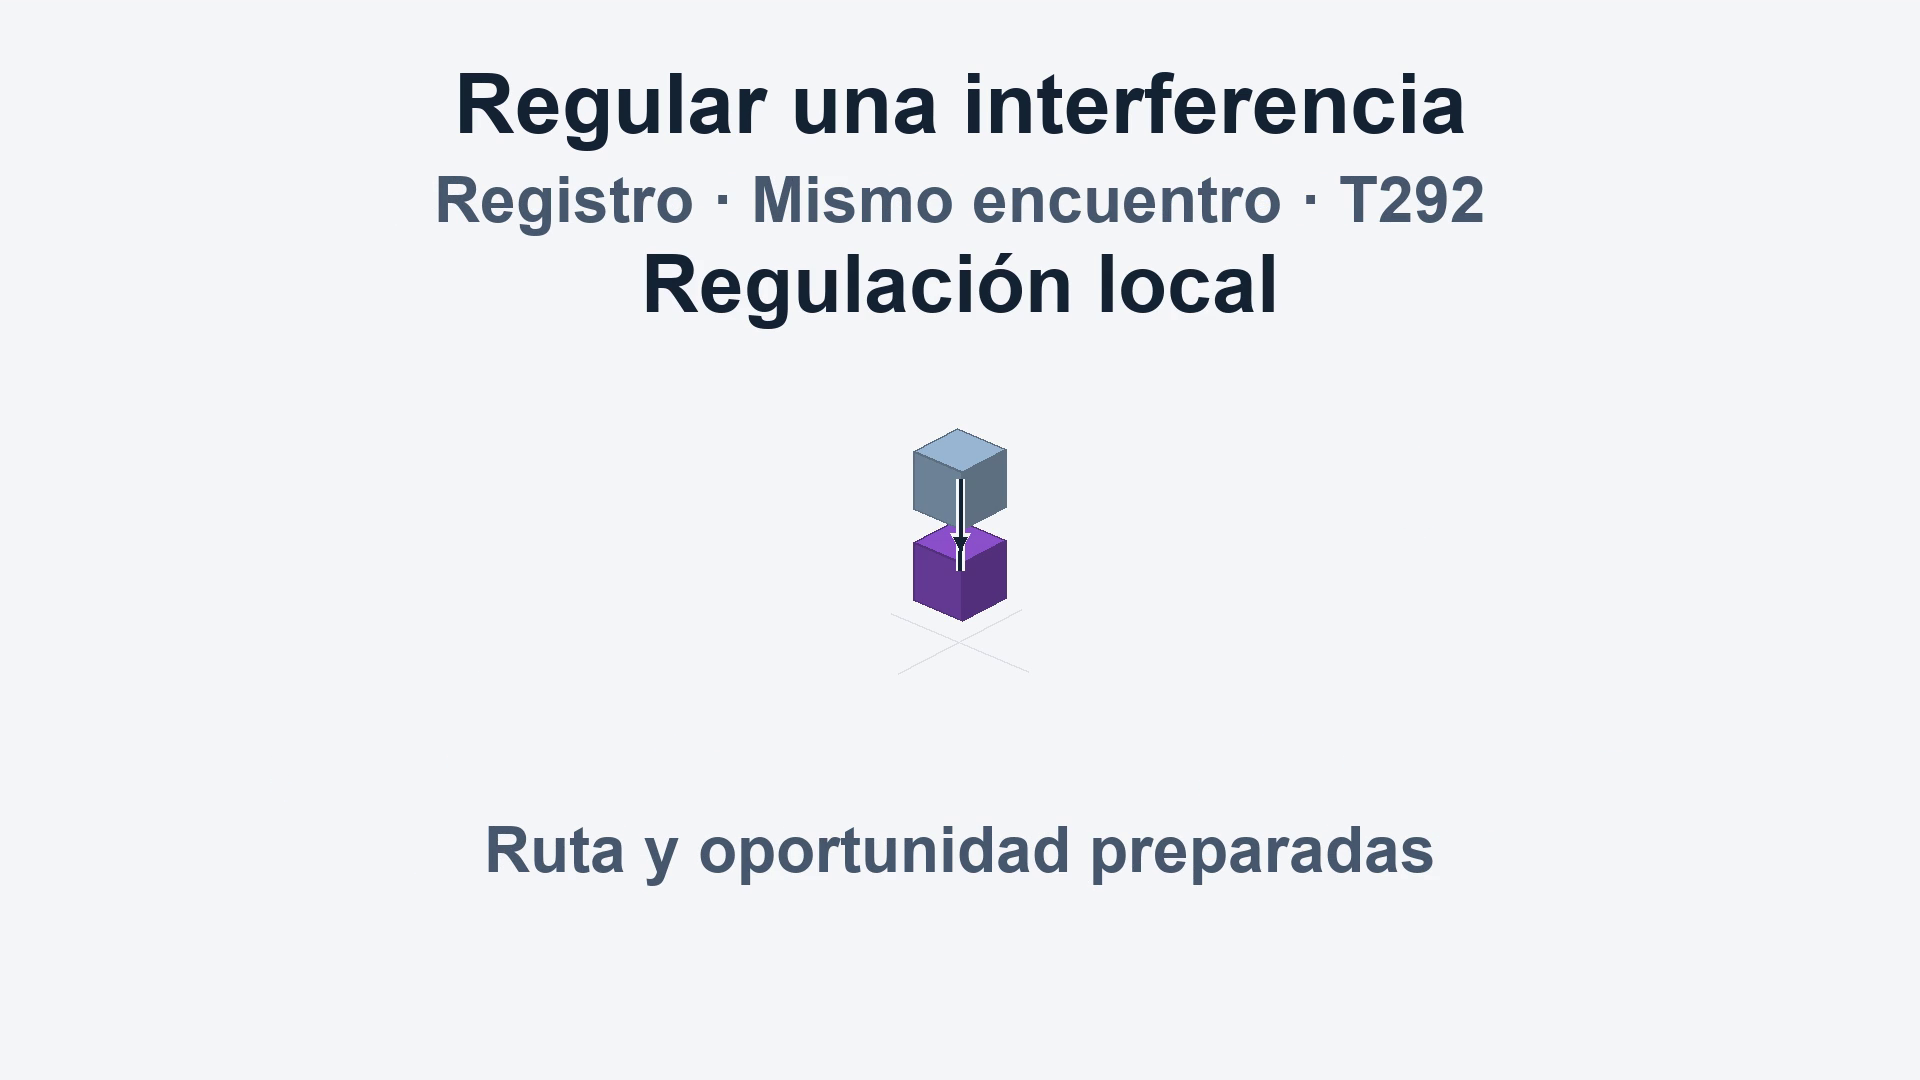 Regular una interferencia
Registro · Mismo encuentro · T292
Regulación local
Ruta y oportunidad preparadas